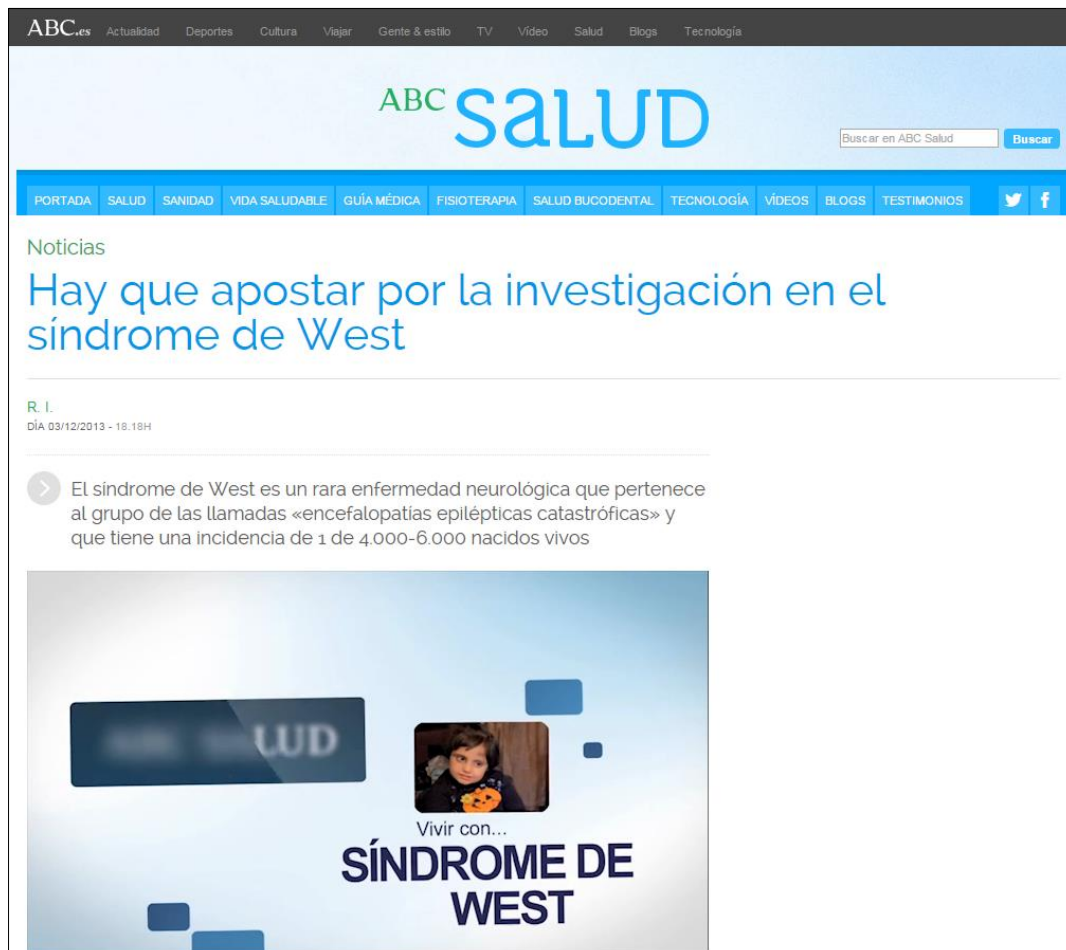 ABC.es Actualidad Deportes Cultura Viajar Gente & estilo TV Vídeo Salud Blogs Tecnología
ABC SALUD
Buscar en ABC Salud Buscar
PORTADA SALUD SANIDAD VIDA SALUDABLE GUÍA MÉDICA FISIOTERAPIA SALUD BUCODENTAL TECNOLOGÍA VÍDEOS BLOGS TESTIMONIOS
Noticias
Hay que apostar por la investigación en el
síndrome de West
R. I.
DÍA 03/12/2013 - 18.18H
El síndrome de West es un rara enfermedad neurológica que pertenece
al grupo de las llamadas «encefalopatías epilépticas catastróficas» y
que tiene una incidencia de 1 de 4.000-6.000 nacidos vivos
ABC SALUD
Vivir con...
SÍNDROME DE
WEST